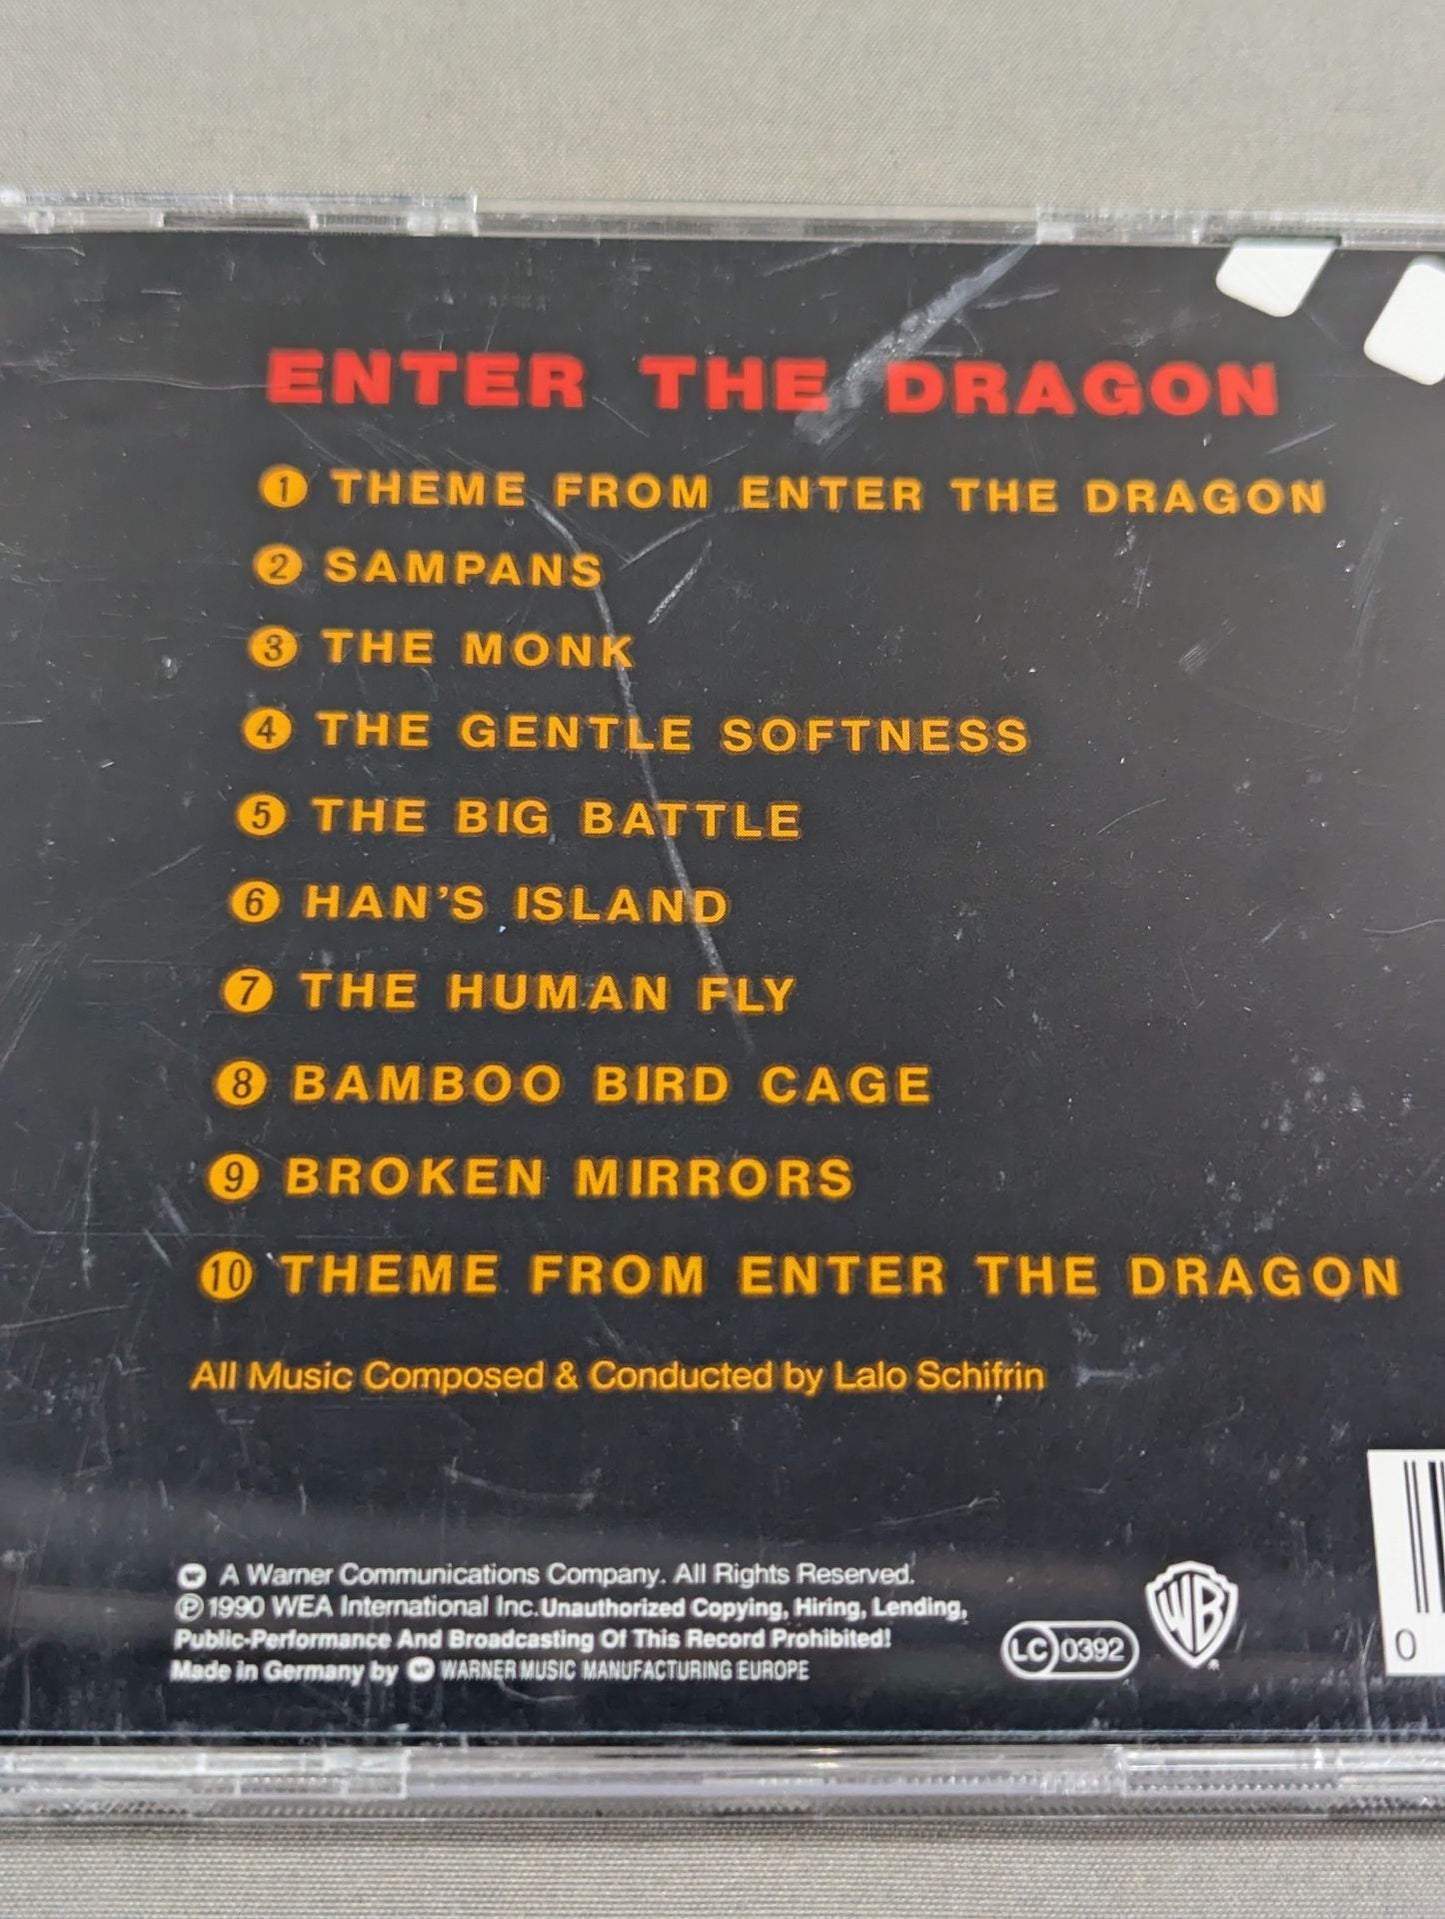 ENTER THE DRAGON
1 THEME FROM ENTER THE DRAGON
2 SAMPANS
3 THE MONK
4 THE GENTLE SOFTNESS
5 THE BIG BATTLE
6 HAN'S ISLAND
7 THE HUMAN FLY
8 BAMBOO BIRD CAGE
9 BROKEN MIRRORS
10 THEME FROM ENTER THE DRAGON
All Music Composed & Conducted by Lalo Schifrin
A Warner Communications Company. All Rights Reserved.
℗ 1990 WEA International Inc. Unauthorized Copying, Hiring, Lending,
Public-Performance And Broadcasting Of This Record Prohibited!
Made in Germany by WARNER MUSIC MANUFACTURING EUROPE
LC 0392
WB
0